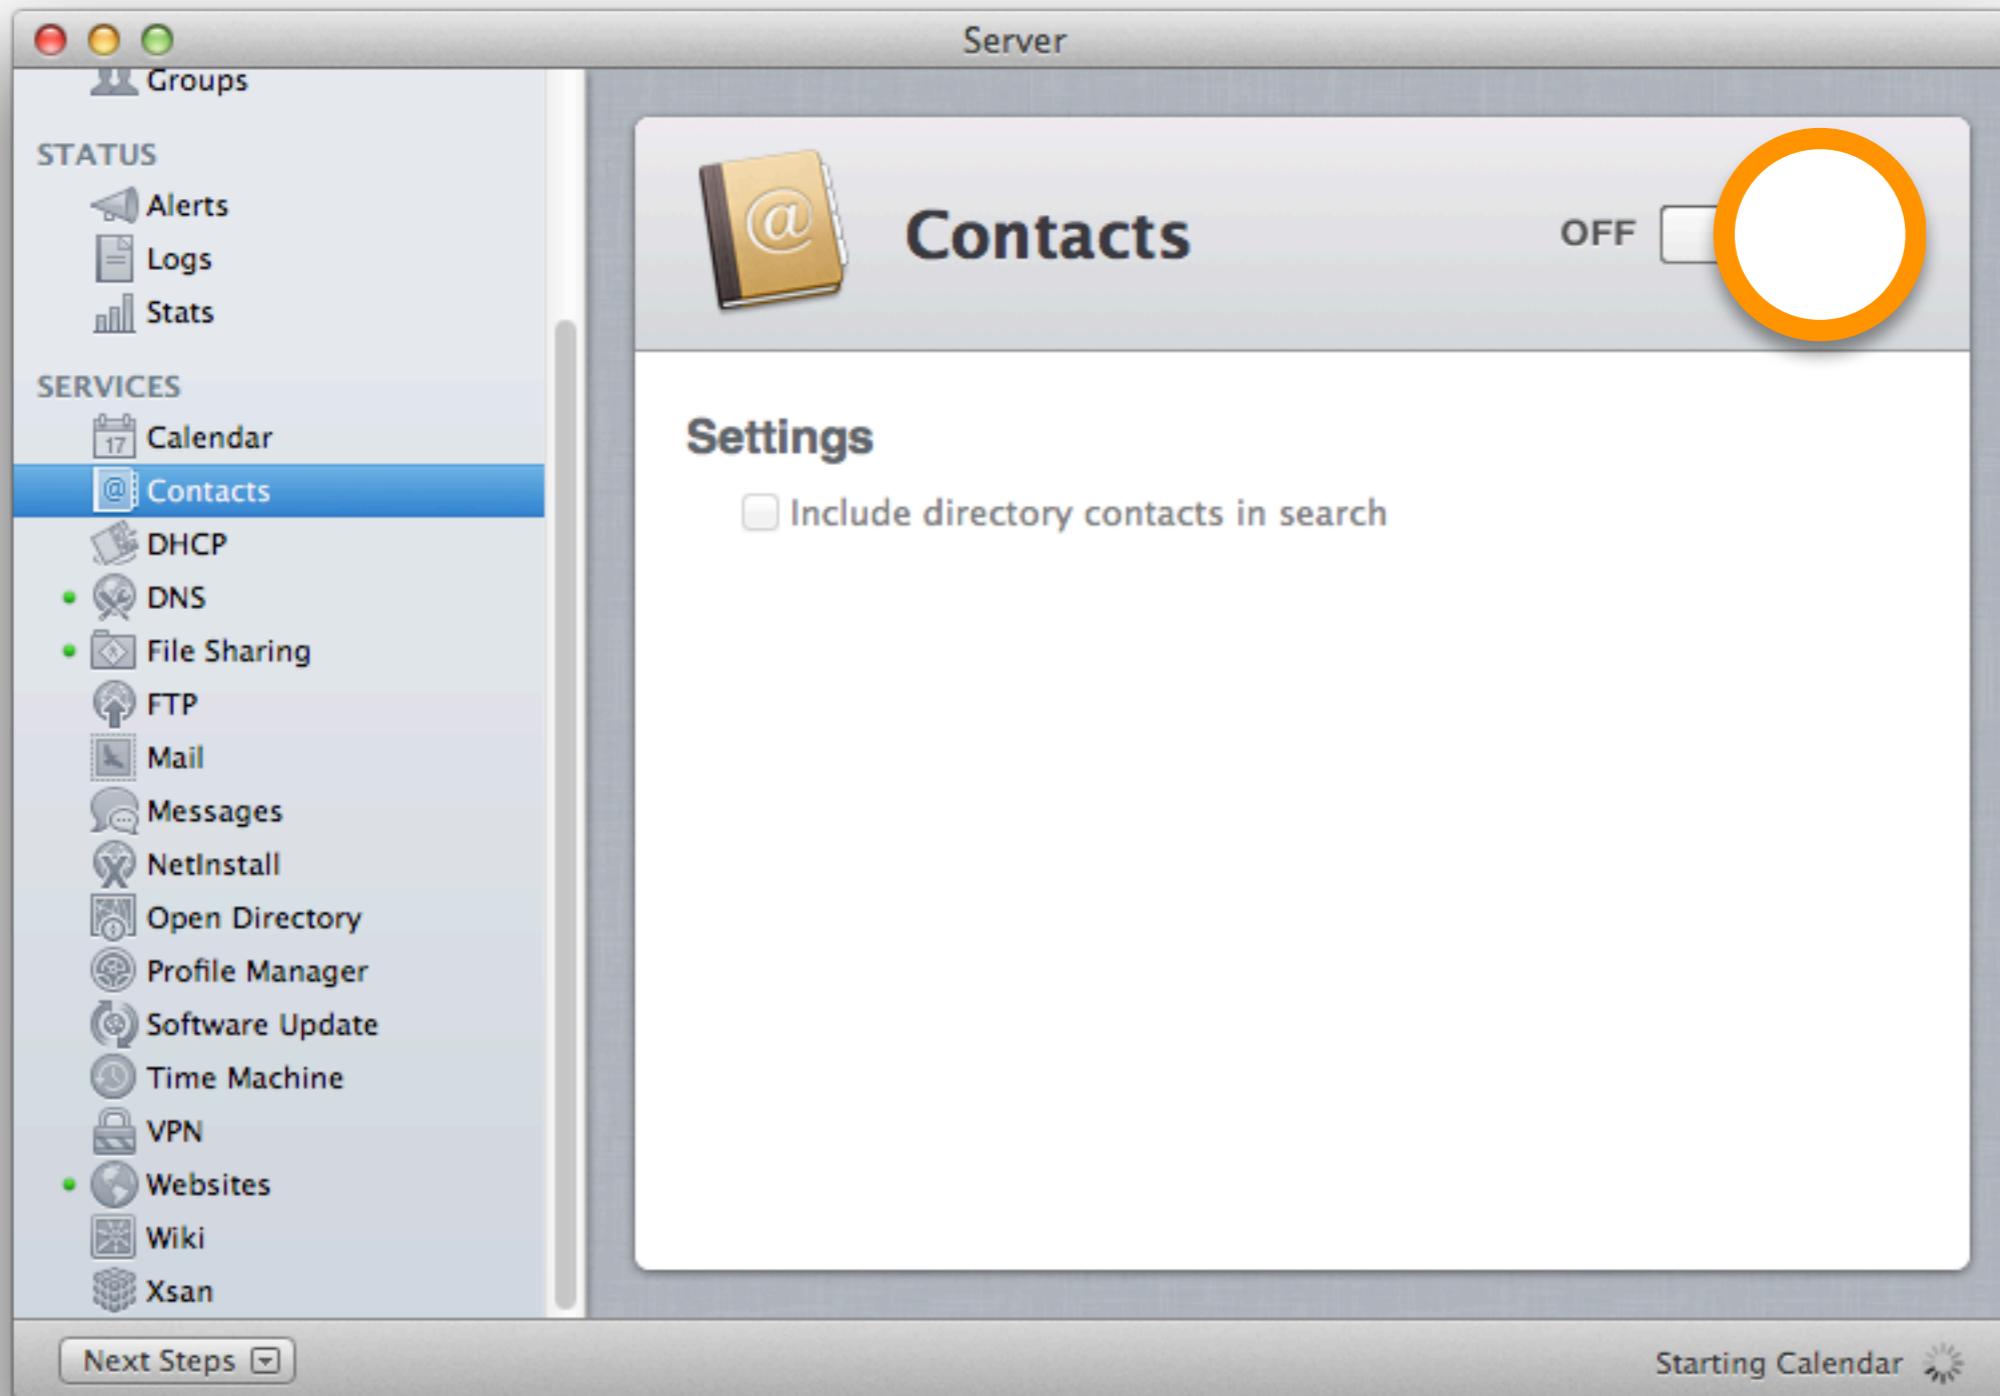 Server
Groups
STATUS
Alerts
Logs
Stats
SERVICES
17 Calendar
@ Contacts
DHCP
DNS
File Sharing
FTP
Mail
Messages
NetInstall
Open Directory
Profile Manager
Software Update
Time Machine
VPN
Websites
Wiki
Xsan
@ Contacts
OFF
Settings
Include directory contacts in search
Next Steps
Starting Calendar